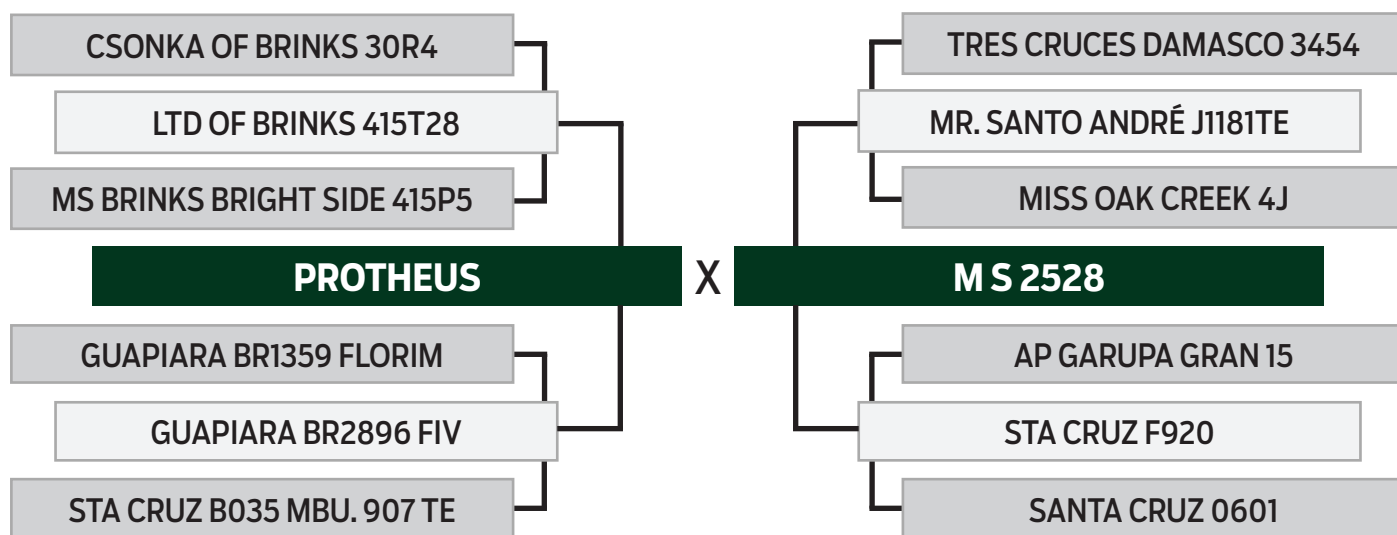 CSONKA OF BRINKS 30R4
LTD OF BRINKS 415T28
MS BRINKS BRIGHT SIDE 415P5
TRES CRUCES DAMASCO 3454
MR. SANTO ANDRÉ J1181TE
MISS OAK CREEK 4J
PROTHEUS X M S 2528
GUAPIARA BR1359 FLORIM
GUAPIARA BR2896 FIV
STA CRUZ B035 MBU. 907 TE
AP GARUPA GRAN 15
STA CRUZ F920
SANTA CRUZ 0601